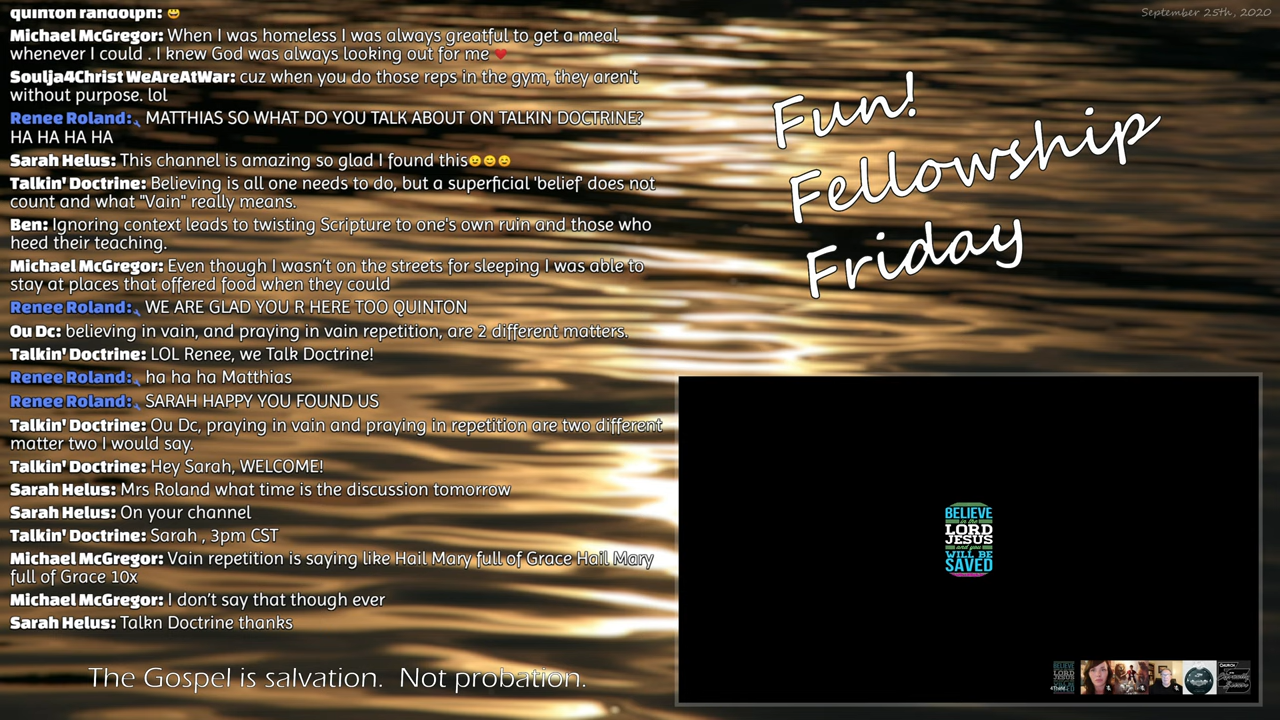 quinton randolph:
September 25th, 2020
Michael McGregor: When I was homeless I was always greatful to get a meal
whenever I could . I knew God was always looking out for me
Soulja4Christ WeAreAtWar: cuz when you do those reps in the gym, they aren't
without purpose. lol
Renee Roland: MATTHIAS SO WHAT DO YOU TALK ABOUT ON TALKIN DOCTRINE?
HA HA HA HA
Sarah Helus: This channel is amazing so glad I found this
Talkin' Doctrine: Believing is all one needs to do, but a superficial 'belief' does not
count and what "Vain" really means.
Ben: Ignoring context leads to twisting Scripture to one's own ruin and those who
heed their teaching.
Michael McGregor: Even though I wasn't on the streets for sleeping I was able to
stay at places that offered food when they could
Renee Roland: WE ARE GLAD YOU R HERE TOO QUINTON
Ou Dc: believing in vain, and praying in vain repetition, are 2 different matters.
Talkin' Doctrine: LOL Renee, we Talk Doctrine!
Renee Roland: ha ha ha Matthias
Renee Roland: SARAH HAPPY YOU FOUND US
Talkin' Doctrine: Ou Dc, praying in vain and praying in repetition are two different
matter two I would say.
Talkin' Doctrine: Hey Sarah, WELCOME!
Sarah Helus: Mrs Roland what time is the discussion tomorrow
Sarah Helus: On your channel
Talkin' Doctrine: Sarah , 3pm CST
Michael McGregor: Vain repetition is saying like Hail Mary full of Grace Hail Mary
full of Grace 10x
Michael McGregor: I don't say that though ever
Sarah Helus: Talkn Doctrine thanks
The Gospel is salvation. Not probation.
Fun!
Fellowship
Friday
BELIEVE
in the
LORD
JESUS
and you
WILL BE
SAVED